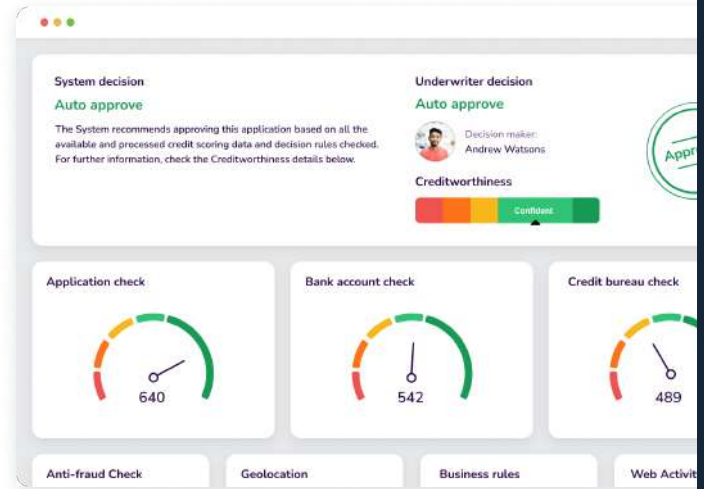 System decision
Auto approve
The System recommends approving this application based on all the
available and processed credit scoring data and decision rules checked.
For further information, check the Creditworthiness details below.
Underwriter decision
Auto approve
Decision maker:
Andrew Watsons
Creditworthiness
Confident
Appr
Application check
640
Bank account check
542
Credit bureau check
489
Anti-fraud Check
Geolocation
Business rules
Web Activit